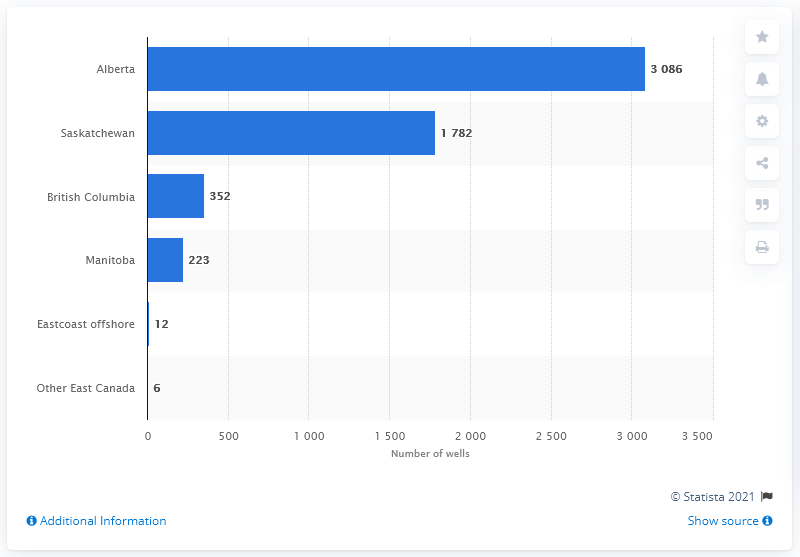 Alberta
3 086
Saskatchewan
1 782
British Columbia
352
Manitoba
223
Eastcoast offshore
12
Other East Canada
6
0 500 1 000 1 500 2 000 2 500 3 000 3 500
Number of wells
© Statista 2021
Additional Information
Show source